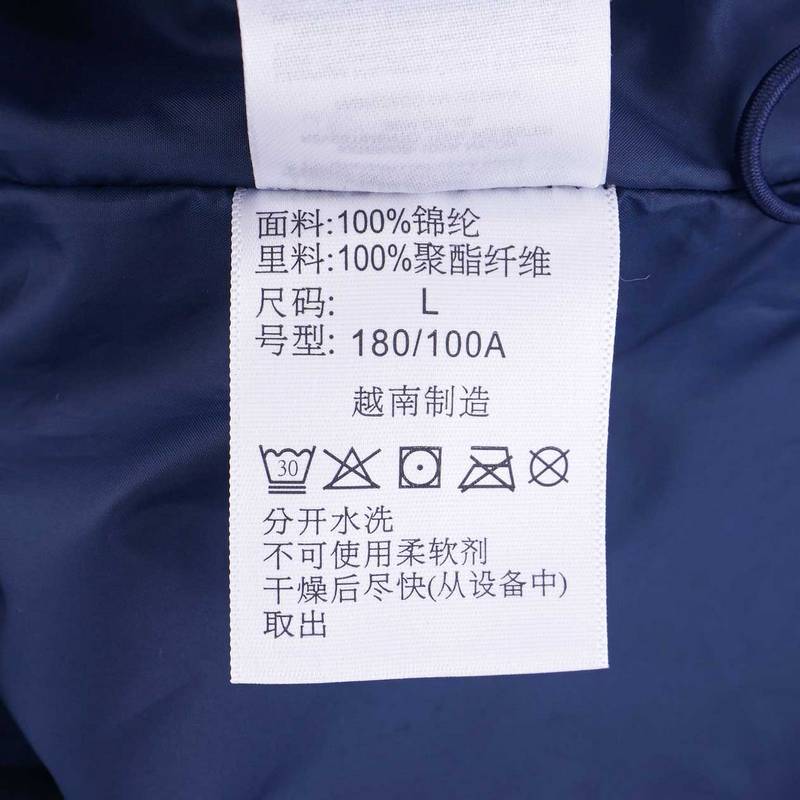 面料:100%锦纶
里料:100%聚酯纤维
尺码: L
号型: 180/100A
越南制造
30
分开水洗
不可使用柔软剂
干燥后尽快(从设备中)
取出